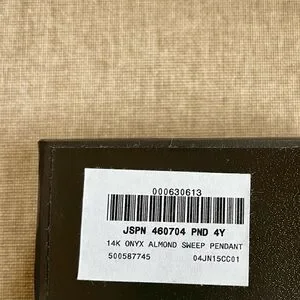 000630613
JSPN 460704 PND 4Y
14K ONYX ALMOND SWEEP PENDANT
500587745 04JN15CC01